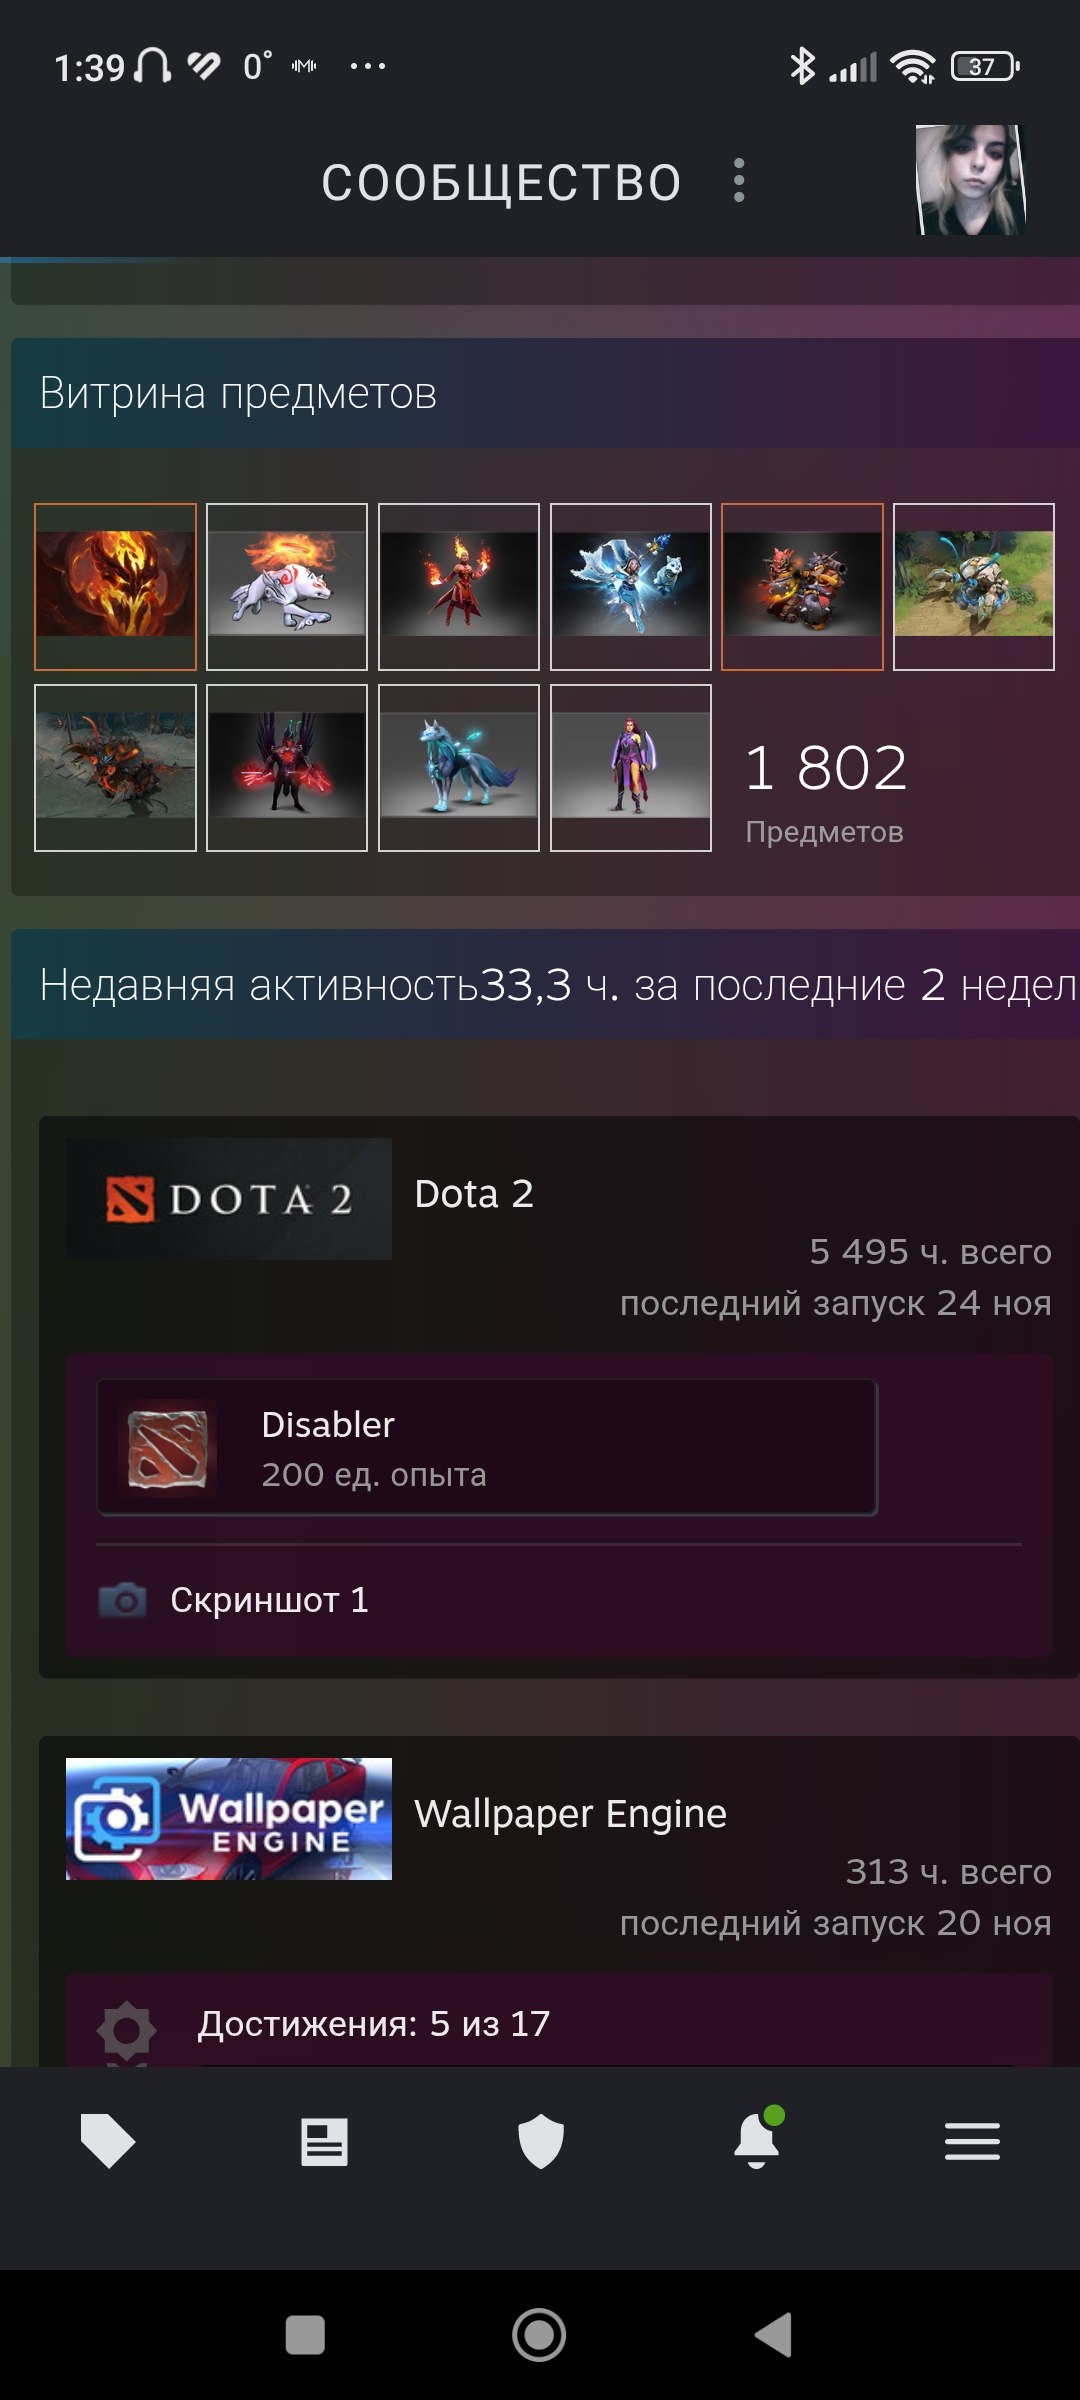 1:39 0° 37
СООБЩЕСТВО
Витрина предметов
1 802
Предметов
Недавняя активность33,3 ч. за последние 2 недел
DOTA 2
Dota 2
5 495 ч. всего
последний запуск 24 ноя
Disabler
200 ед. опыта
Скриншот 1
Wallpaper
ENGINE
Wallpaper Engine
313 ч. всего
последний запуск 20 ноя
Достижения: 5 из 17